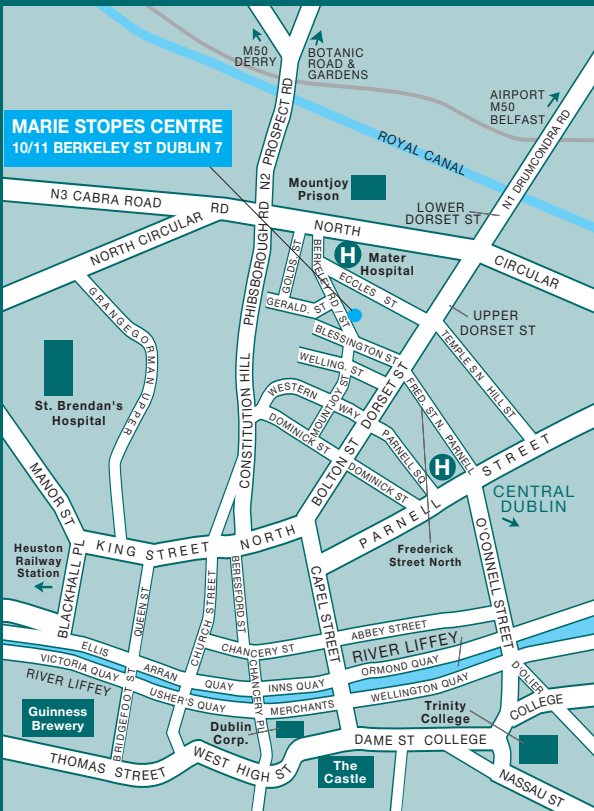 M50
DERRY
BOTANIC
ROAD &
GARDENS
AIRPORT
M50
BELFAST
MARIE STOPES CENTRE
10/11 BERKELEY ST DUBLIN 7
ROYAL CANAL
N2 PROSPECT RD
N1 DRUMCONDRA RD
Mountjoy
Prison
N3 CABRA ROAD
LOWER
DORSET ST
NORTH CIRCULAR RD
NORTH CIRCULAR
PHIBSBOROUGH RD
H
Mater
Hospital
GOLDS. ST
BERKELEY RD / ST
ECCLES ST
GERALD. ST
UPPER
DORSET ST
GRANGEGORMAN UPPER
BLESSINGTON ST
TEMPLE S N HILL ST
WELLING. ST
St. Brendan's
Hospital
CONSTITUTION HILL
WESTERN WAY
MOUNTJOY ST
DORSET ST
FRED. ST N. PARNELL
DOMINICK ST
DOMINICK ST
PARNELL SQ
BOLTON ST
H
PARNELL STREET
MANOR ST
CENTRAL
DUBLIN
KING STREET NORTH
Frederick
Street North
Heuston
Railway
Station
BLACKHALL PL
QUEEN ST
CHURCH STREET
BERESFORD ST
CAPEL STREET
O'CONNELL STREET
ABBEY STREET
CHANCERY ST
RIVER LIFFEY
ELLIS
ARRAN
QUAY
INNS QUAY
ORMOND QUAY
VICTORIA QUAY
RIVER LIFFEY
USHER'S QUAY
MERCHANTS
WELLINGTON QUAY
CHANCERY PL
BRIDGEFOOT ST
D'OLIER
Guinness
Brewery
Dublin
Corp.
Trinity
College
COLLEGE
DAME ST COLLEGE
THOMAS STREET
WEST HIGH ST
The
Castle
NASSAU ST